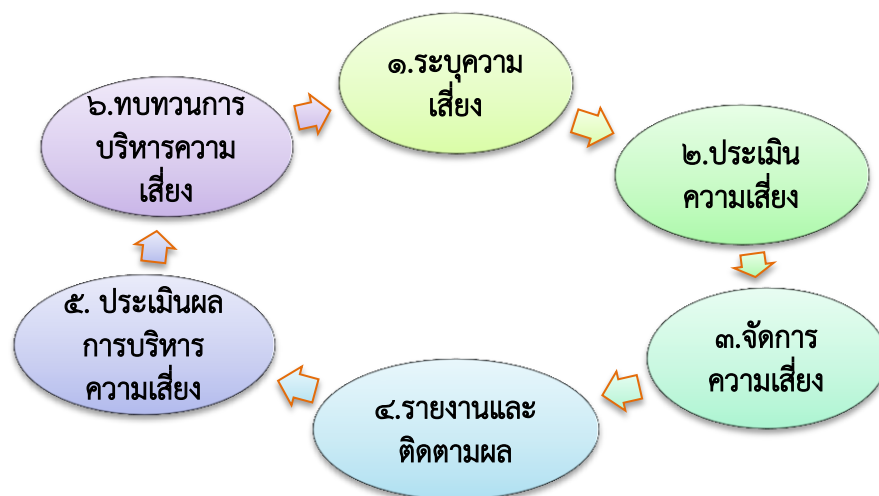 ๑.ระบุความ
เสี่ยง
๒.ประเมิน
ความเสี่ยง
๓.จัดการ
ความเสี่ยง
๔.รายงานและ
ติดตามผล
๕. ประเมินผล
การบริหาร
ความเสี่ยง
๖.ทบทวนการ
บริหารความ
เสี่ยง